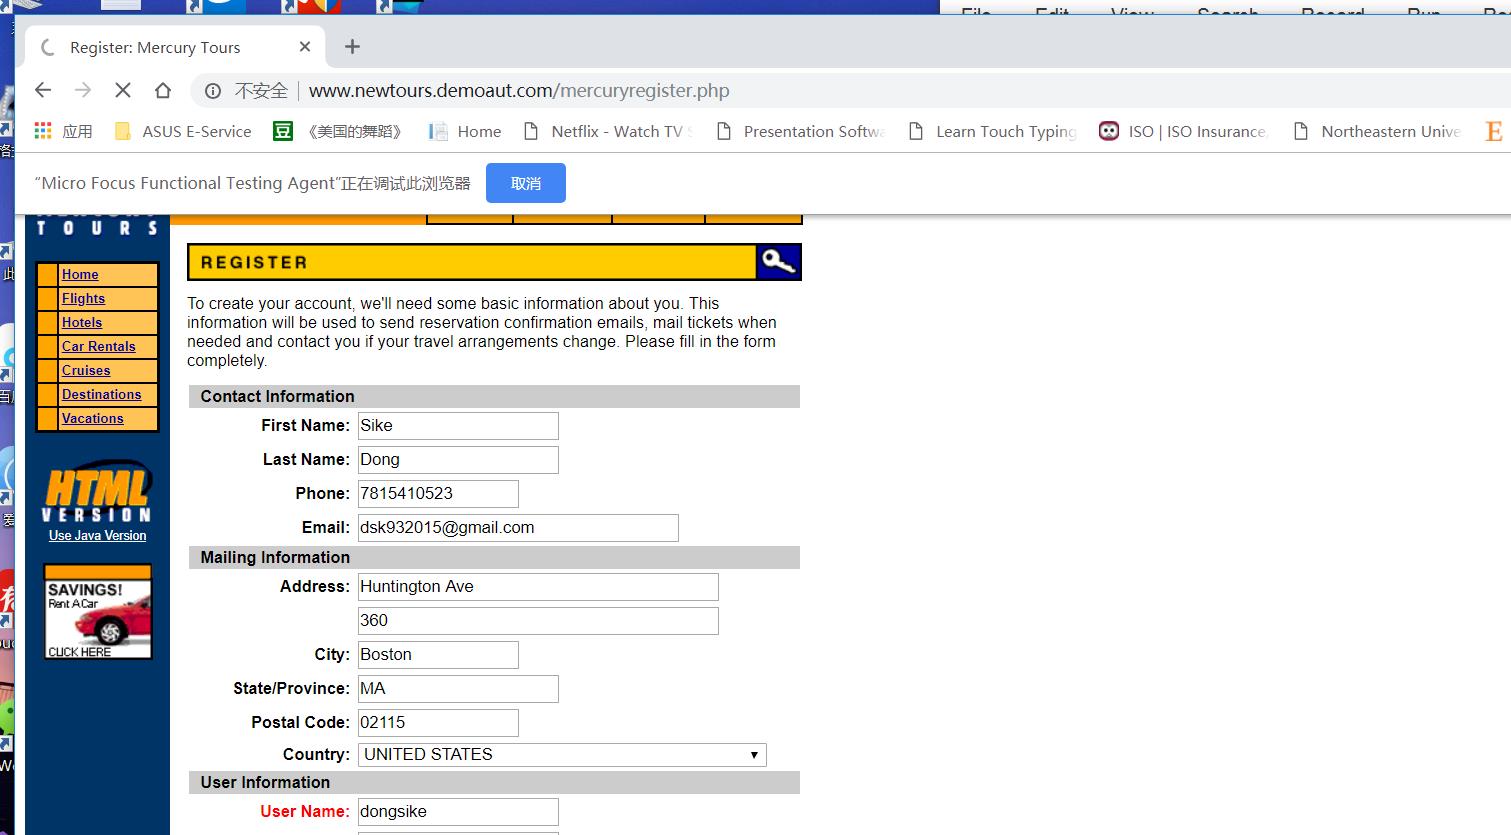 Register: Mercury Tours
不安全 www.newtours.demoaut.com/mercuryregister.php
应用 ASUS E-Service 《美国的舞蹈》 Home Netflix - Watch TV Presentation Learn Touch Typing ISO | ISO Insurance, Northeastern E
“Micro Focus Functional Testing Agent”正在调试此浏览器 取消
TOURS
Home
Flights
Hotels
Car Rentals
Cruises
Destinations
Vacations
HTML
VERSION
Use Java Version
SAVINGS!
Rent A Car
CLICK HERE
REGISTER
To create your account, we'll need some basic information about you. This
information will be used to send reservation confirmation emails, mail tickets when
needed and contact you if your travel arrangements change. Please fill in the form
completely.
Contact Information
First Name: Sike
Last Name: Dong
Phone: 7815410523
Email: dsk932015@gmail.com
Mailing Information
Address: Huntington Ave
360
City: Boston
State/Province: MA
Postal Code: 02115
Country: UNITED STATES
User Information
User Name: dongsike